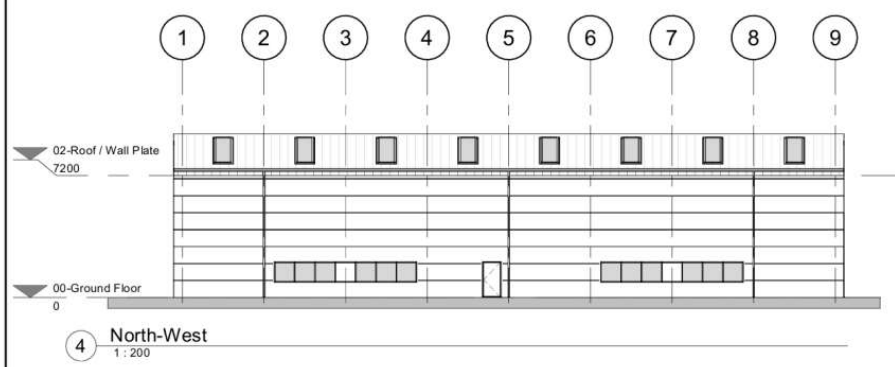 1 2 3 4 5 6 7 8 9
02-Roof / Wall Plate
7200
00-Ground Floor
0
4 North-West
1 : 200